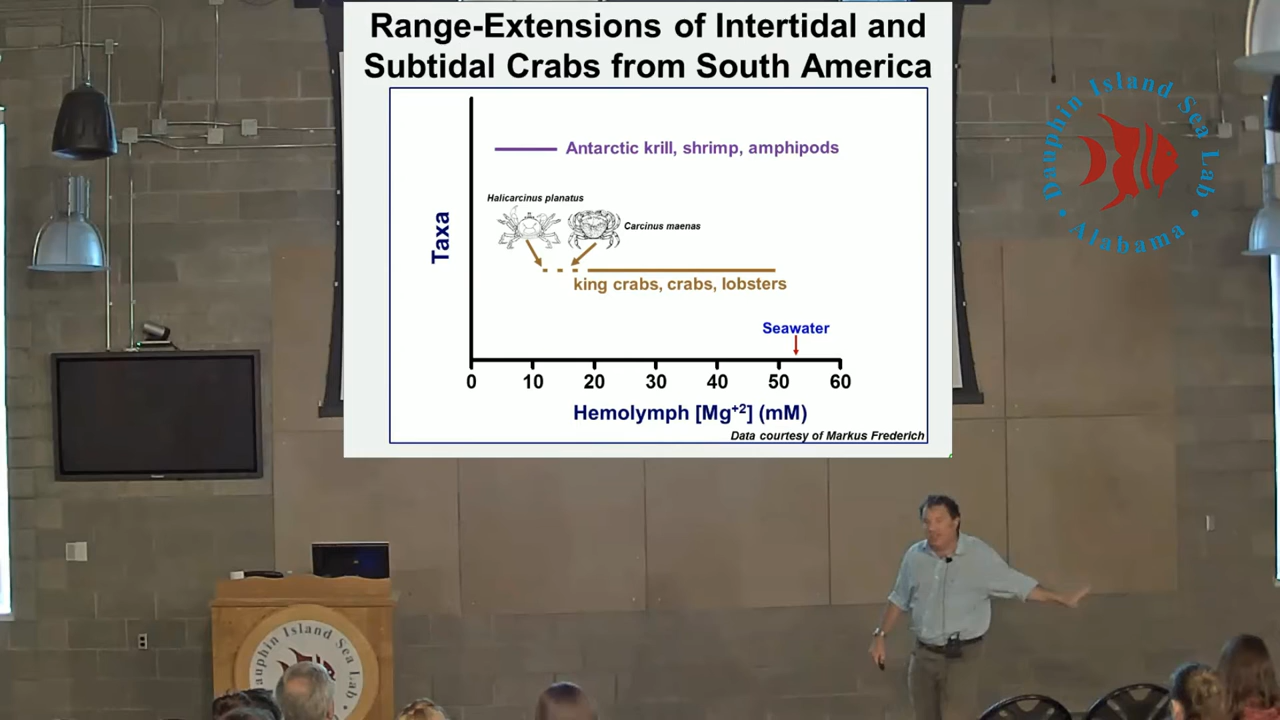 Range-Extensions of Intertidal and
Subtidal Crabs from South America
Antarctic krill, shrimp, amphipods
Halicarcinus planatus
Carcinus maenas
Taxa
king crabs, crabs, lobsters
Seawater
0 10 20 30 40 50 60
Hemolymph [Mg+2] (mM)
Data courtesy of Markus Frederich
Dauphin Island Sea Lab
Alabama
Dauphin Island Sea Lab